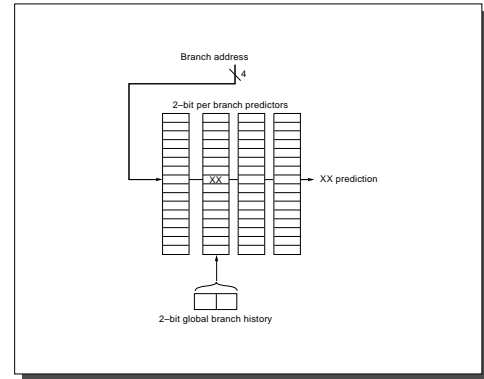 Branch address
4
2–bit per branch predictors
XX
XX prediction
2–bit global branch history